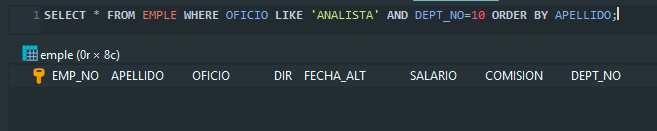 1 SELECT * FROM EMPLE WHERE OFICIO LIKE 'ANALISTA' AND DEPT_NO=10 ORDER BY APELLIDO;
emple (0r × 8c)
EMP_NO APELLIDO OFICIO DIR FECHA_ALT SALARIO COMISION DEPT_NO